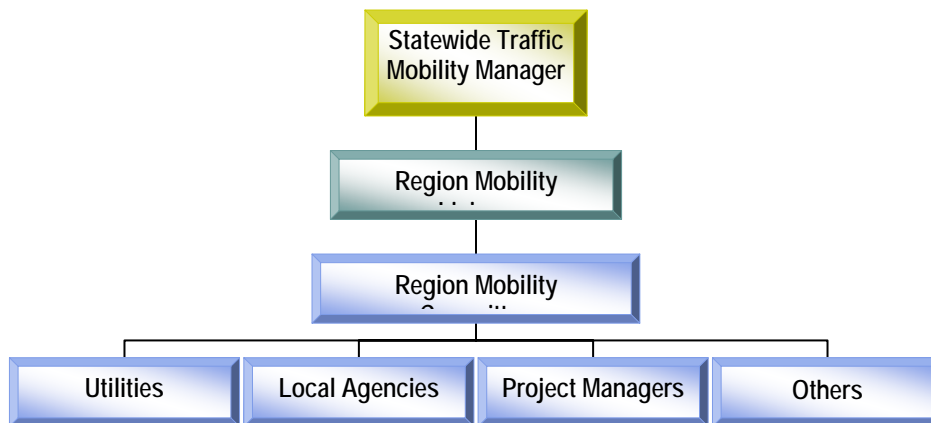 Statewide Traffic
Mobility Manager
Region Mobility
Region Mobility
Utilities
Local Agencies
Project Managers
Others